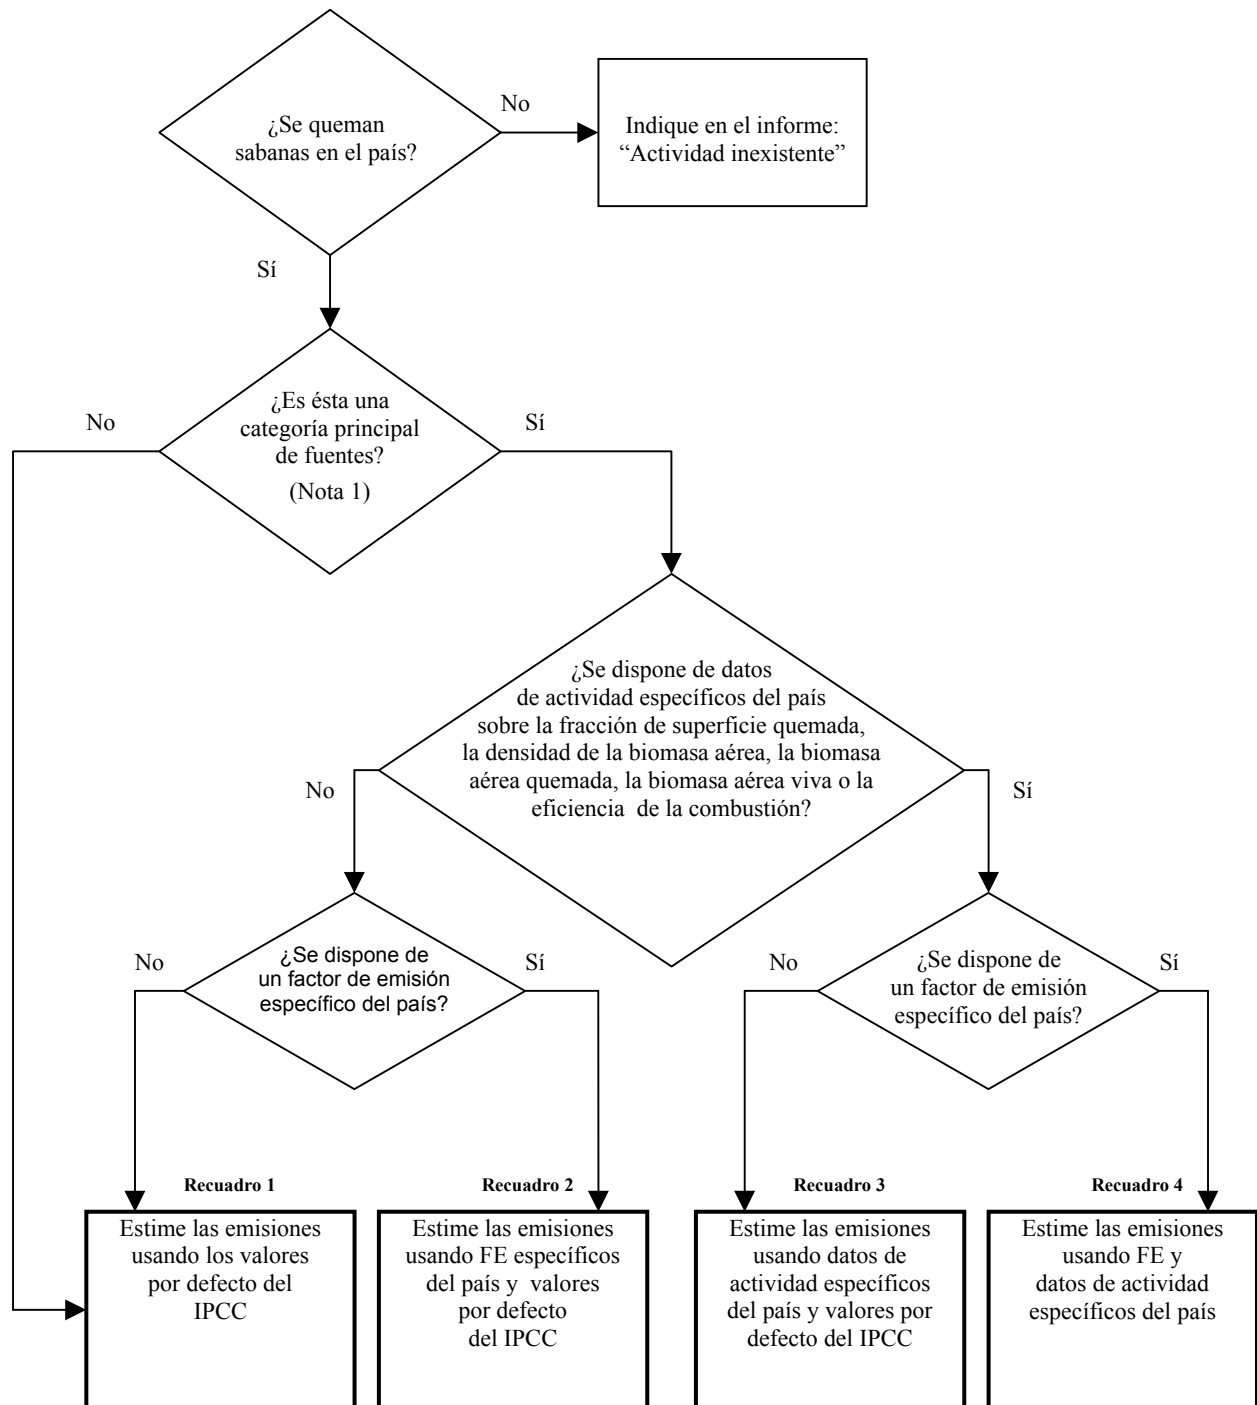 ¿Se queman
sabanas en el país?
No
Indique en el informe:
“Actividad inexistente”
Sí
¿Es ésta una
categoría principal
de fuentes?
(Nota 1)
No
Sí
¿Se dispone de datos
de actividad específicos del país
sobre la fracción de superficie quemada,
la densidad de la biomasa aérea, la biomasa
aérea quemada, la biomasa aérea viva o la
eficiencia de la combustión?
No
Sí
¿Se dispone de
un factor de emisión
específico del país?
No
Sí
¿Se dispone de
un factor de emisión
específico del país?
No
Sí
Recuadro 1
Estime las emisiones
usando los valores
por defecto del
IPCC
Recuadro 2
Estime las emisiones
usando FE específicos
del país y valores
por defecto
del IPCC
Recuadro 3
Estime las emisiones
usando datos de
actividad específicos
del país y valores por
defecto del IPCC
Recuadro 4
Estime las emisiones
usando FE y
datos de actividad
específicos del país